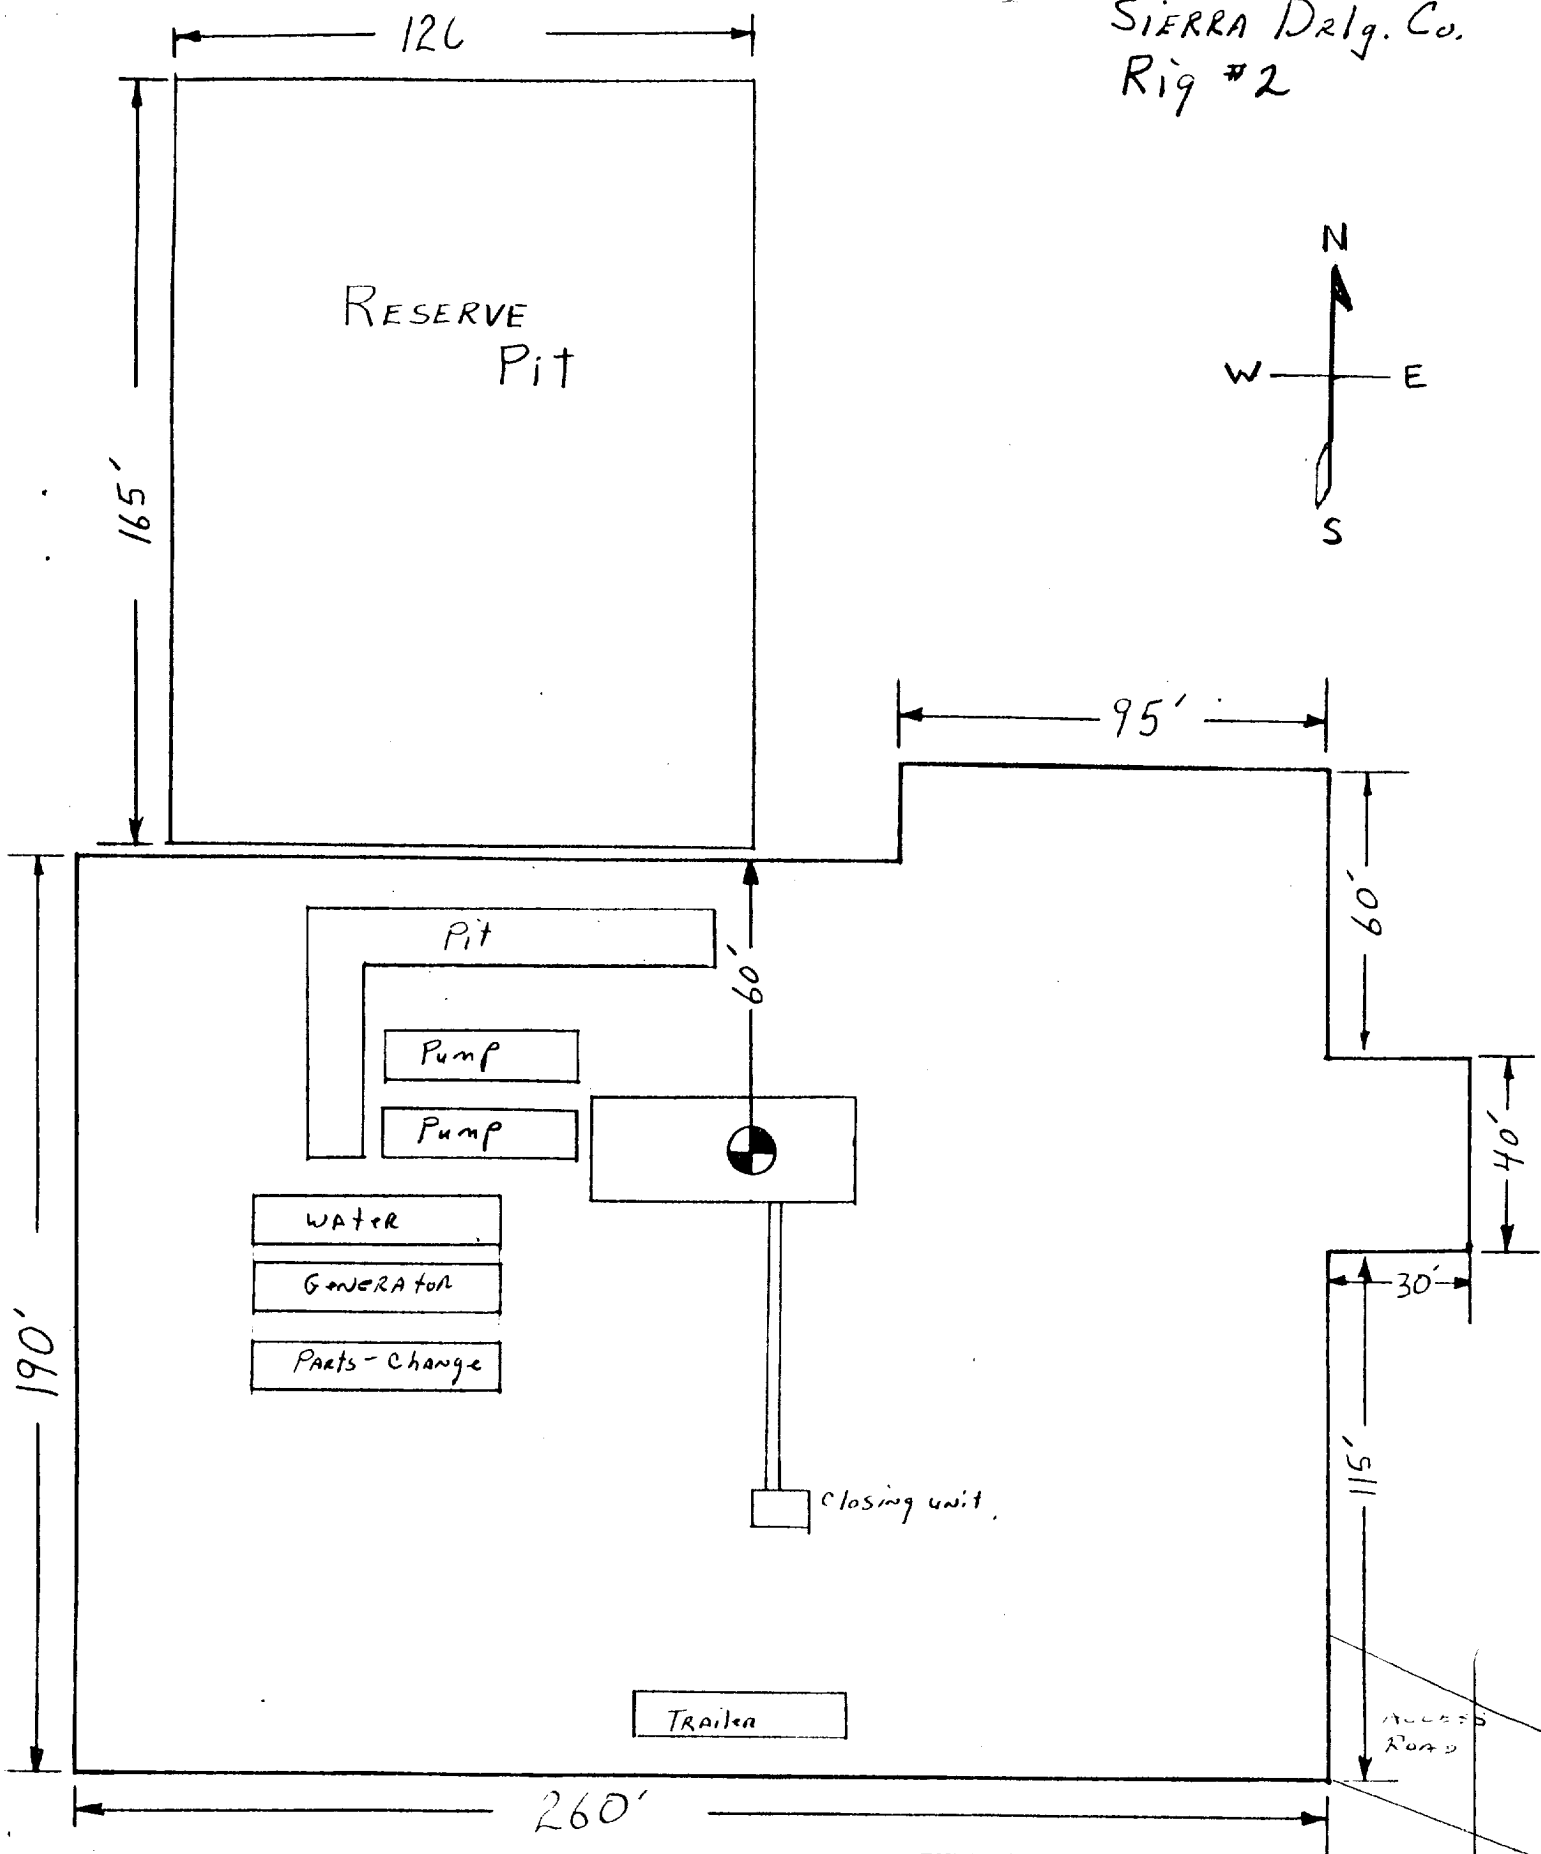 SIERRA Drlg. Co.
Rig #2
165'
RESERVE
Pit
N
W E
S
95'
60'
Pit
60'
Pump
Pump
40'
WATER
GENERATOR
30'
PARTS-Change
190'
115'
Closing unit.
TRAILER
ACCESS
ROAD
260'